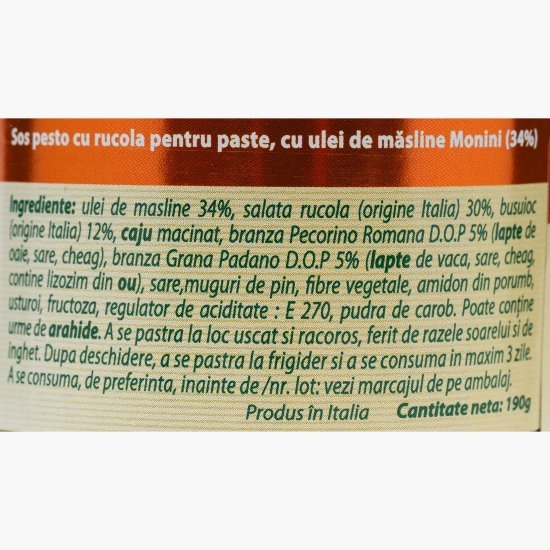 Sos pesto cu rucola pentru paste, cu ulei de măsline Monini (34%)
Ingrediente: ulei de masline 34%, salata rucola (origine Italia) 30%, busuioc
(origine Italia) 12%, caju macinat, branza Pecorino Romana D.O.P 5% (lapte de
oaie, sare, cheag), branza Grana Padano D.O.P 5% (lapte de vaca, sare, cheag,
contine lizozim din ou), sare,muguri de pin, fibre vegetale, amidon din porumb,
usturoi, fructoza, regulator de aciditate : E 270, pudra de carob. Poate conține
urme de arahide. A se pastra la loc uscat si racoros, ferit de razele soarelui si de
Inghet. Dupa deschidere, a se pastra la frigider si a se consuma in maxim 3 zile.
A se consuma, de preferinta, inainte de /nr. lot: vezi marcajul de pe ambalaj.
Produs în Italia Cantitate neta: 190g